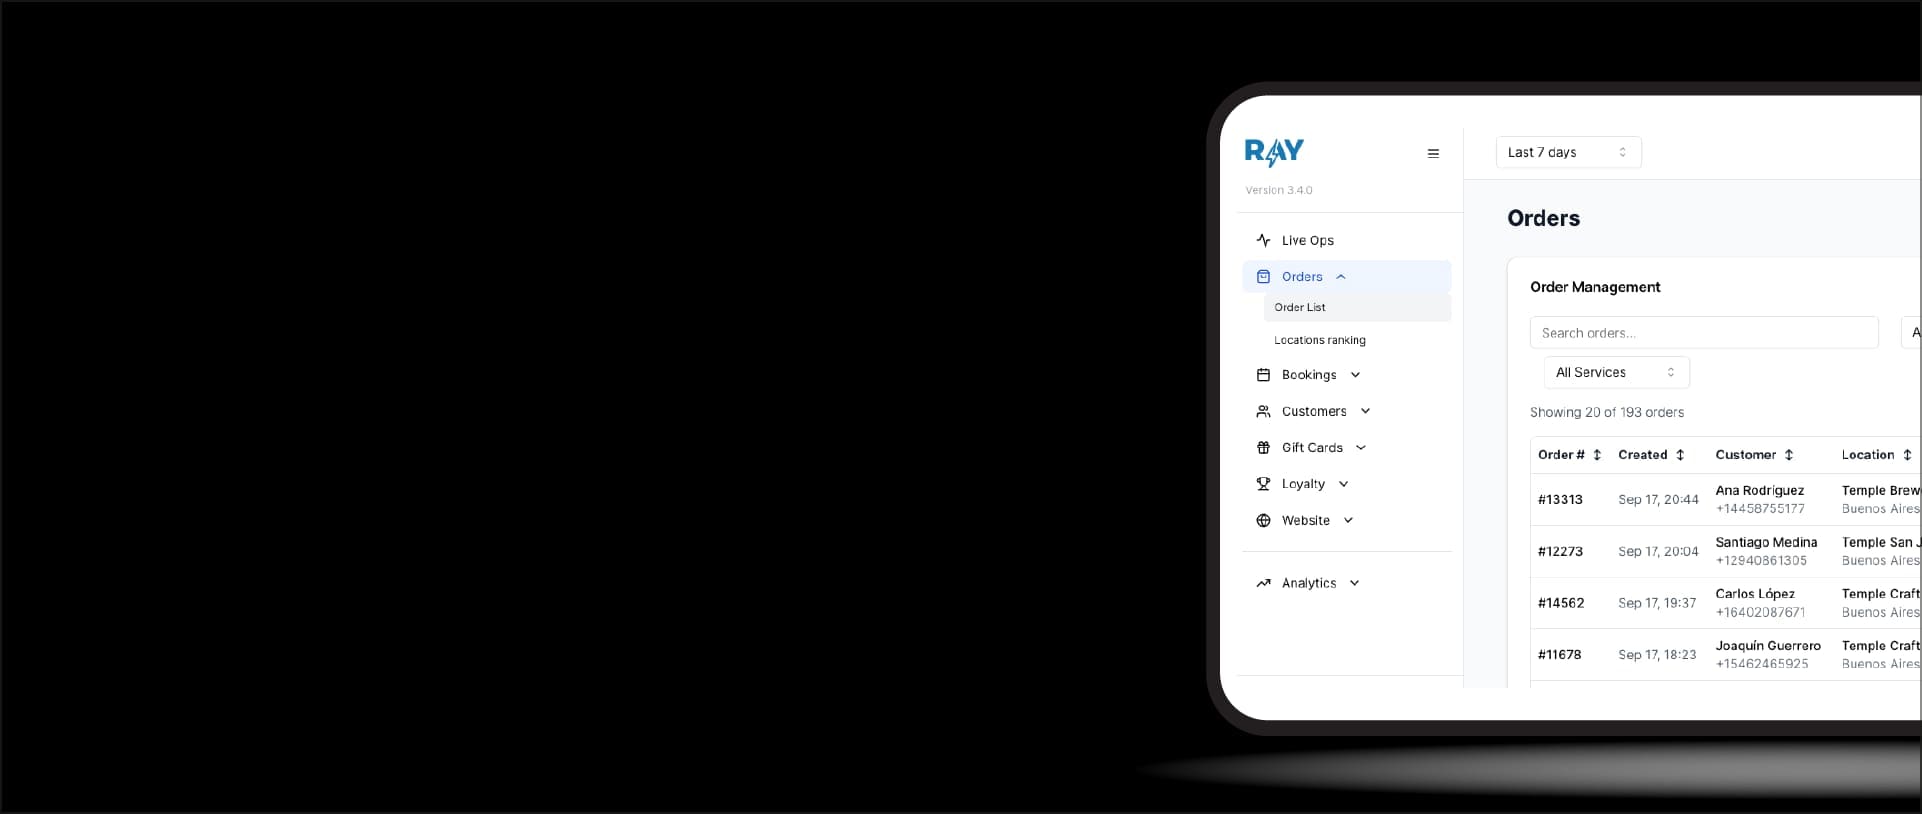 RAY
Version 3.4.0
Live Ops
Orders
Order List
Locations ranking
Bookings
Customers
Gift Cards
Loyalty
Website
Analytics
Last 7 days
Orders
Order Management
Search orders...
A
All Services
Showing 20 of 193 orders
Order # Created Customer Location
#13313 Sep 17, 20:44 Ana Rodríguez Temple Brew
+14458755177 Buenos Aires
#12273 Sep 17, 20:04 Santiago Medina Temple San J
+12940861305 Buenos Aires
#14562 Sep 17, 19:37 Carlos López Temple Craft
+16402087671 Buenos Aires
#11678 Sep 17, 18:23 Joaquín Guerrero Temple Craft
+15462465925 Buenos Aires